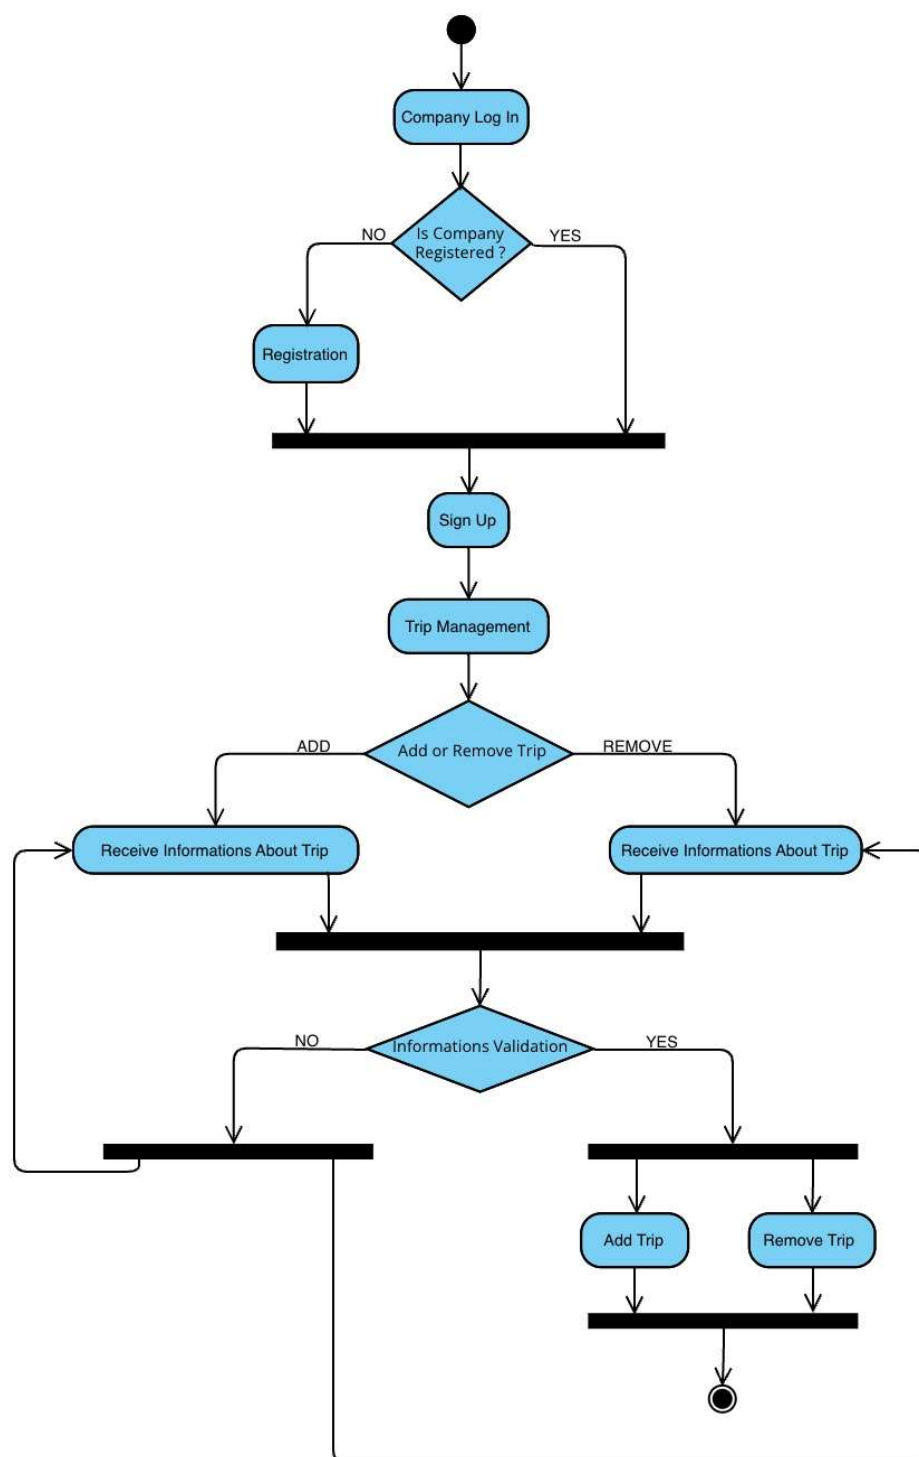 Company Log In
Is Company
Registered ?
NO
YES
Registration
Sign Up
Trip Management
Add or Remove Trip
ADD
REMOVE
Receive Informations About Trip
Receive Informations About Trip
Informations Validation
NO
YES
Add Trip
Remove Trip